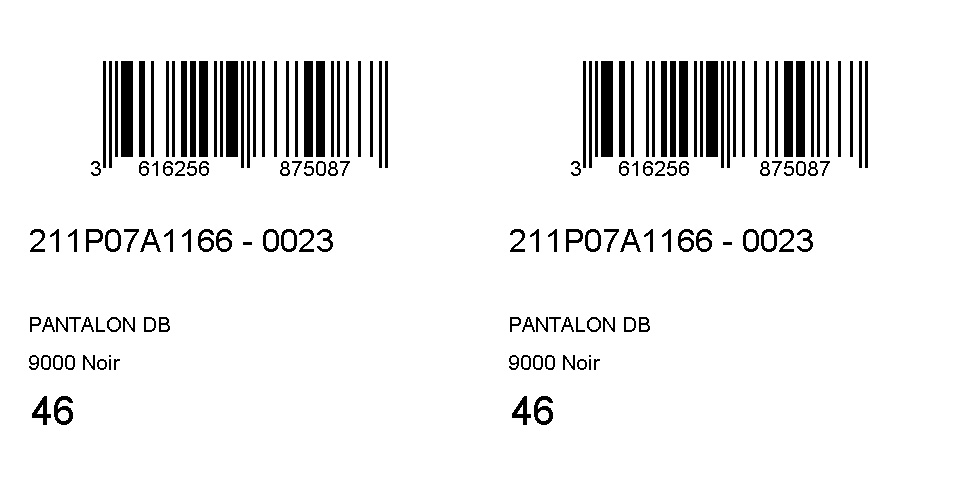 3 616256 875087
211P07A1166 - 0023
PANTALON DB
9000 Noir
46
3 616256 875087
211P07A1166 - 0023
PANTALON DB
9000 Noir
46